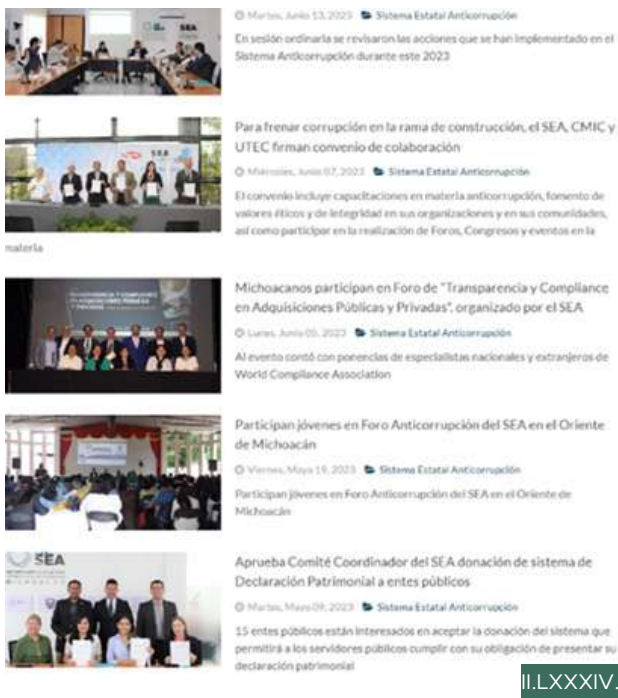 Martes, Junio 13, 2023 Sistema Estatal Anticorrupción
En sesión ordinaria se revisaron las acciones que se han implementado en el
Sistema Anticorrupción durante este 2023
SEA
Para frenar corrupción en la rama de construcción, el SEA, CMIC y
UTEC firman convenio de colaboración
Miércoles, Junio 07, 2023 Sistema Estatal Anticorrupción
El convenio incluye capacitaciones en materia anticorrupción, fomento de
valores éticos y de integridad en sus organizaciones y en sus comunidades,
así como participar en la realización de Foros, Congresos y eventos en la
materia
SEA
Michoacanos participan en Foro de "Transparencia y Compliance
en Adquisiciones Públicas y Privadas", organizado por el SEA
Lunes, Junio 05, 2023 Sistema Estatal Anticorrupción
Al evento contó con ponencias de especialistas nacionales y extranjeros de
World Compliance Association
TRANSPARENCIA Y COMPLIANCE
EN ADQUISICIONES PÚBLICAS
Y PRIVADAS
Participan jóvenes en Foro Anticorrupción del SEA en el Oriente
de Michoacán
Viernes, Mayo 19, 2023 Sistema Estatal Anticorrupción
Participan jóvenes en Foro Anticorrupción del SEA en el Oriente de
Michoacán
Aprueba Comité Coordinador del SEA donación de sistema de
Declaración Patrimonial a entes públicos
Martes, Mayo 09, 2023 Sistema Estatal Anticorrupción
15 entes públicos están interesados en aceptar la donación del sistema que
permitirá a los servidores públicos cumplir con su obligación de presentar su
declaración patrimonial
SEA
II.LXXXIV.